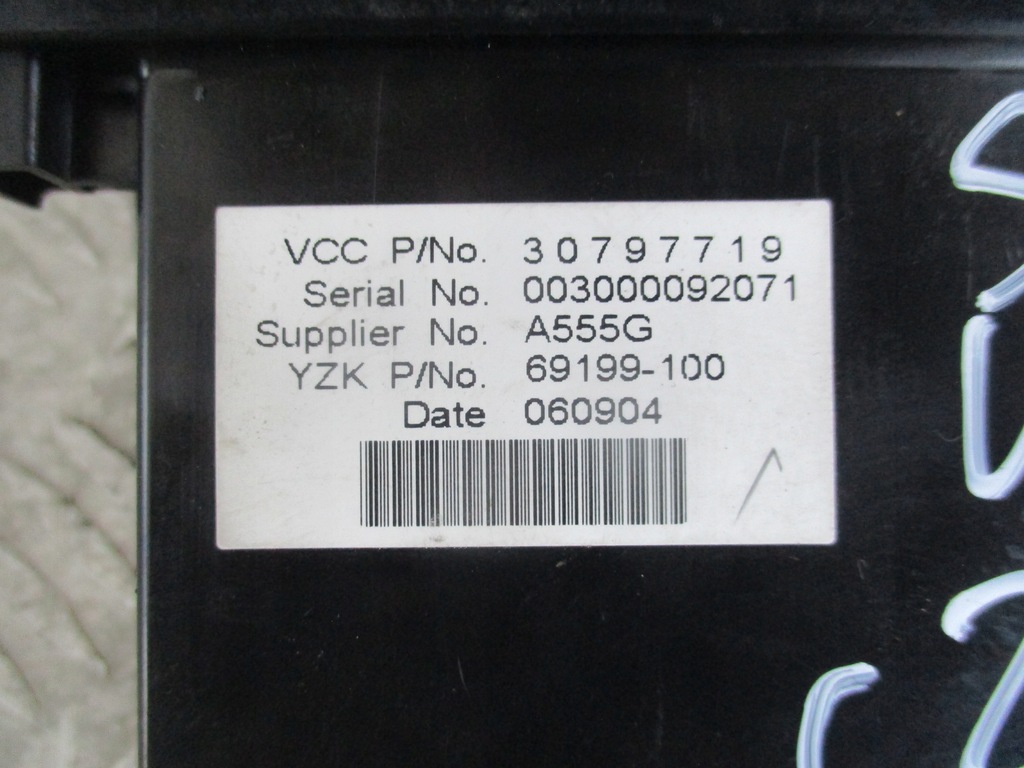 VCC P/No. 30797719
Serial No. 003000092071
Supplier No. A555G
YZK P/No. 69199-100
Date 060904